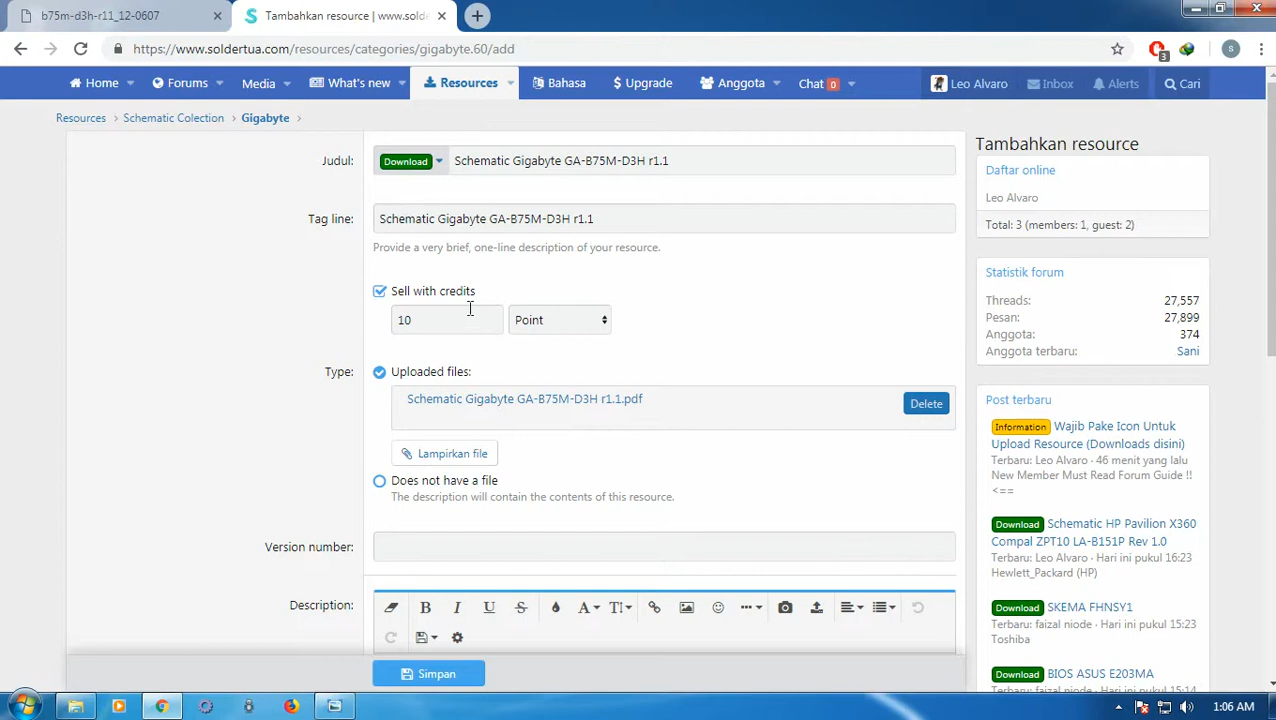 b75m-d3h-r11_12-0607
Tambahkan resource | www.solder
https://www.soldertua.com/resources/categories/gigabyte.60/add
3
S
Home
Forums
Media
What's new
Resources
Bahasa
$ Upgrade
Anggota
Chat 0
Leo Alvaro
Inbox
Alerts
Cari
Resources > Schematic Colection > Gigabyte >
Judul:
Download
Schematic Gigabyte GA-B75M-D3H r1.1
Tag line:
Schematic Gigabyte GA-B75M-D3H r1.1
Provide a very brief, one-line description of your resource.
Sell with credits
10
Point
Type:
Uploaded files:
Schematic Gigabyte GA-B75M-D3H r1.1.pdf
Delete
Lampirkan file
Does not have a file
The description will contain the contents of this resource.
Version number:
Description:
Simpan
Tambahkan resource
Daftar online
Leo Alvaro
Total: 3 (members: 1, guest: 2)
Statistik forum
Threads: 27,557
Pesan: 27,899
Anggota: 374
Anggota terbaru: Sani
Post terbaru
Information Wajib Pake Icon Untuk
Upload Resource (Downloads disini)
Terbaru: Leo Alvaro · 46 menit yang lalu
New Member Must Read Forum Guide !!
<==
Download Schematic HP Pavilion X360
Compal ZPT10 LA-B151P Rev 1.0
Terbaru: Leo Alvaro · Hari ini pukul 16:23
Hewlett_Packard (HP)
Download SKEMA FHNSY1
Terbaru: faizal niode · Hari ini pukul 15:23
Toshiba
Download BIOS ASUS E203MA
Terbaru: faizal niode · Hari ini pukul 15:14
1:06 AM